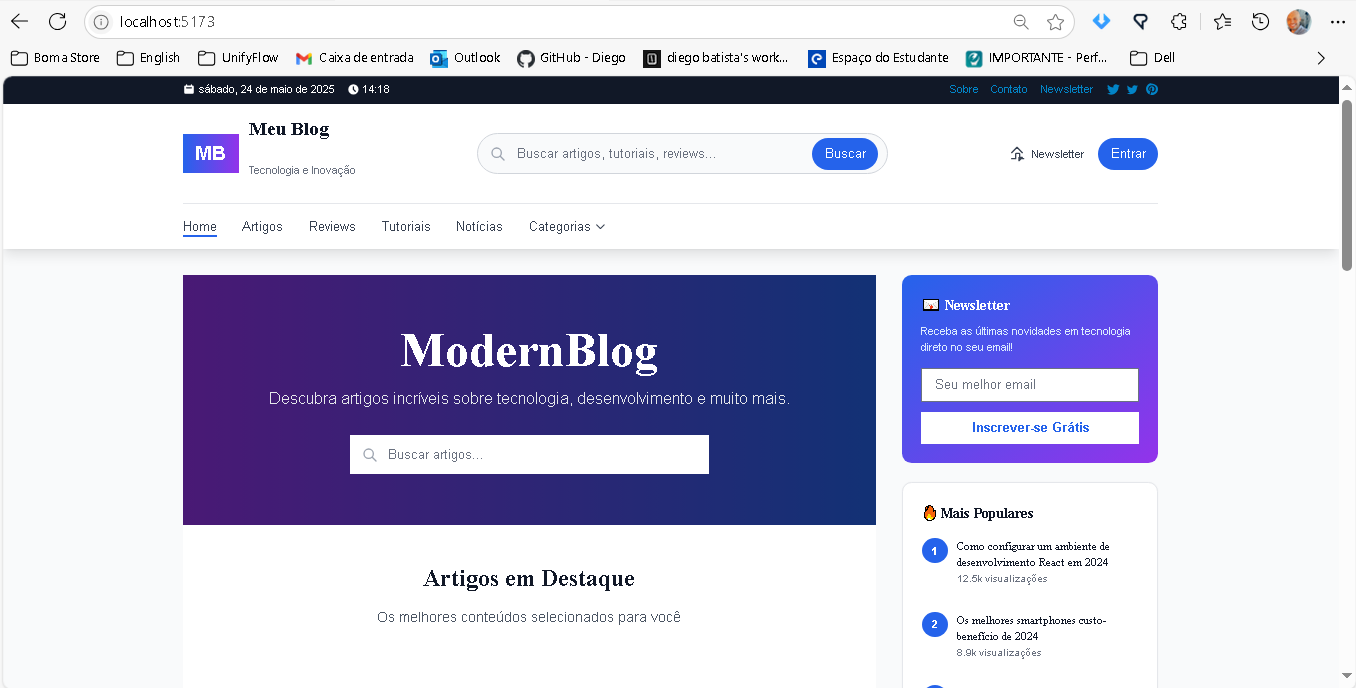 localhost:5173
Boma Store English UnifyFlow Caixa de entrada Outlook GitHub - Diego diego batista's work... Espaço do Estudante IMPORTANTE - Perf... Dell
sábado, 24 de maio de 2025 14:18 Sobre Contato Newsletter
MB
Meu Blog
Tecnologia e Inovação
Buscar artigos, tutoriais, reviews...
Buscar
Newsletter
Entrar
Home Artigos Reviews Tutoriais Notícias Categorias
ModernBlog
Descubra artigos incríveis sobre tecnologia, desenvolvimento e muito mais.
Buscar artigos...
Artigos em Destaque
Os melhores conteúdos selecionados para você
Newsletter
Receba as últimas novidades em tecnologia
direto no seu email!
Seu melhor email
Inscrever-se Grátis
Mais Populares
1
Como configurar um ambiente de
desenvolvimento React em 2024
12.5k visualizações
2
Os melhores smartphones custo-
benefício de 2024
8.9k visualizações